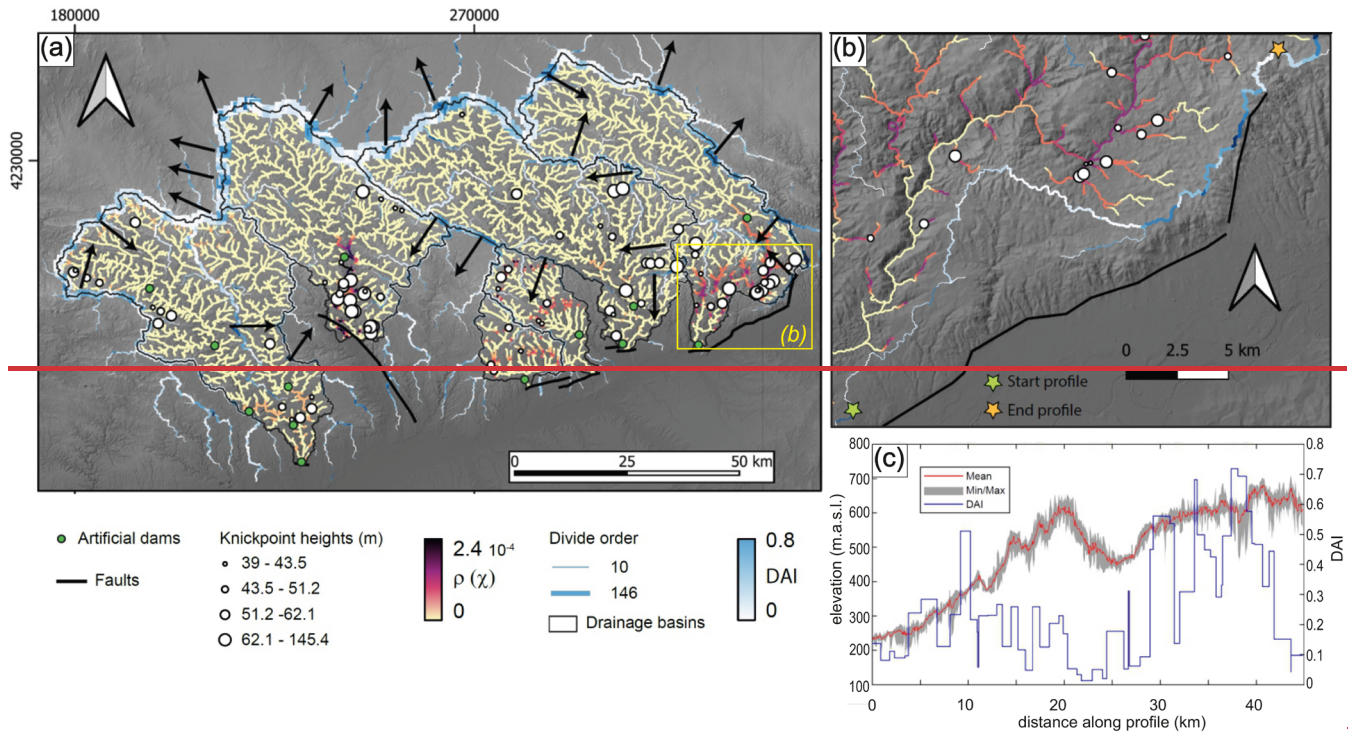 180000
270000
(a)
4230000
(b)
0
25
50 km
(b)
0
2.5
5 km
Start profile
End profile
Artificial dams
Faults
Knickpoint heights (m)
39 - 43.5
43.5 - 51.2
51.2 -62.1
62.1 - 145.4
2.4 10-4
ρ (χ)
0
Divide order
10
146
Drainage basins
0.8
DAI
0
(c)
Mean
Min/Max
DAI
800
700
600
500
400
300
200
100
elevation (m.a.s.l.)
0.8
0.7
0.6
0.5
0.4
0.3
0.2
0.1
0
DAI
0
10
20
30
40
distance along profile (km)